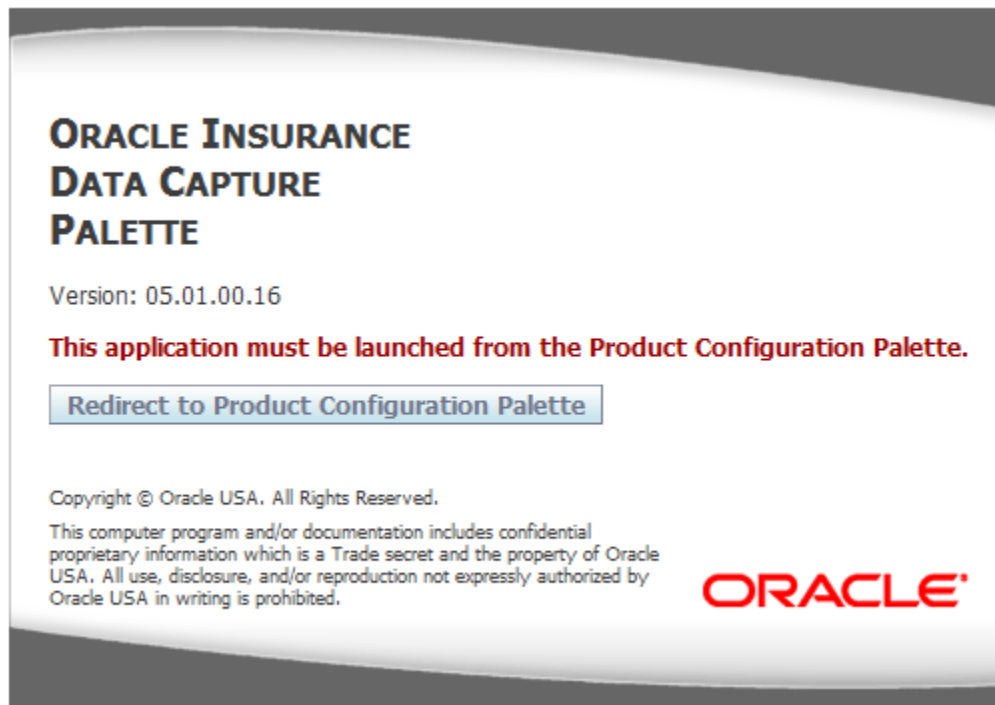 ORACLE INSURANCE
DATA CAPTURE
PALETTE
Version: 05.01.00.16
This application must be launched from the Product Configuration Palette.
Redirect to Product Configuration Palette
Copyright © Oracle USA. All Rights Reserved.
This computer program and/or documentation includes confidential
proprietary information which is a Trade secret and the property of Oracle
USA. All use, disclosure, and/or reproduction not expressly authorized by
Oracle USA in writing is prohibited.
ORACLE